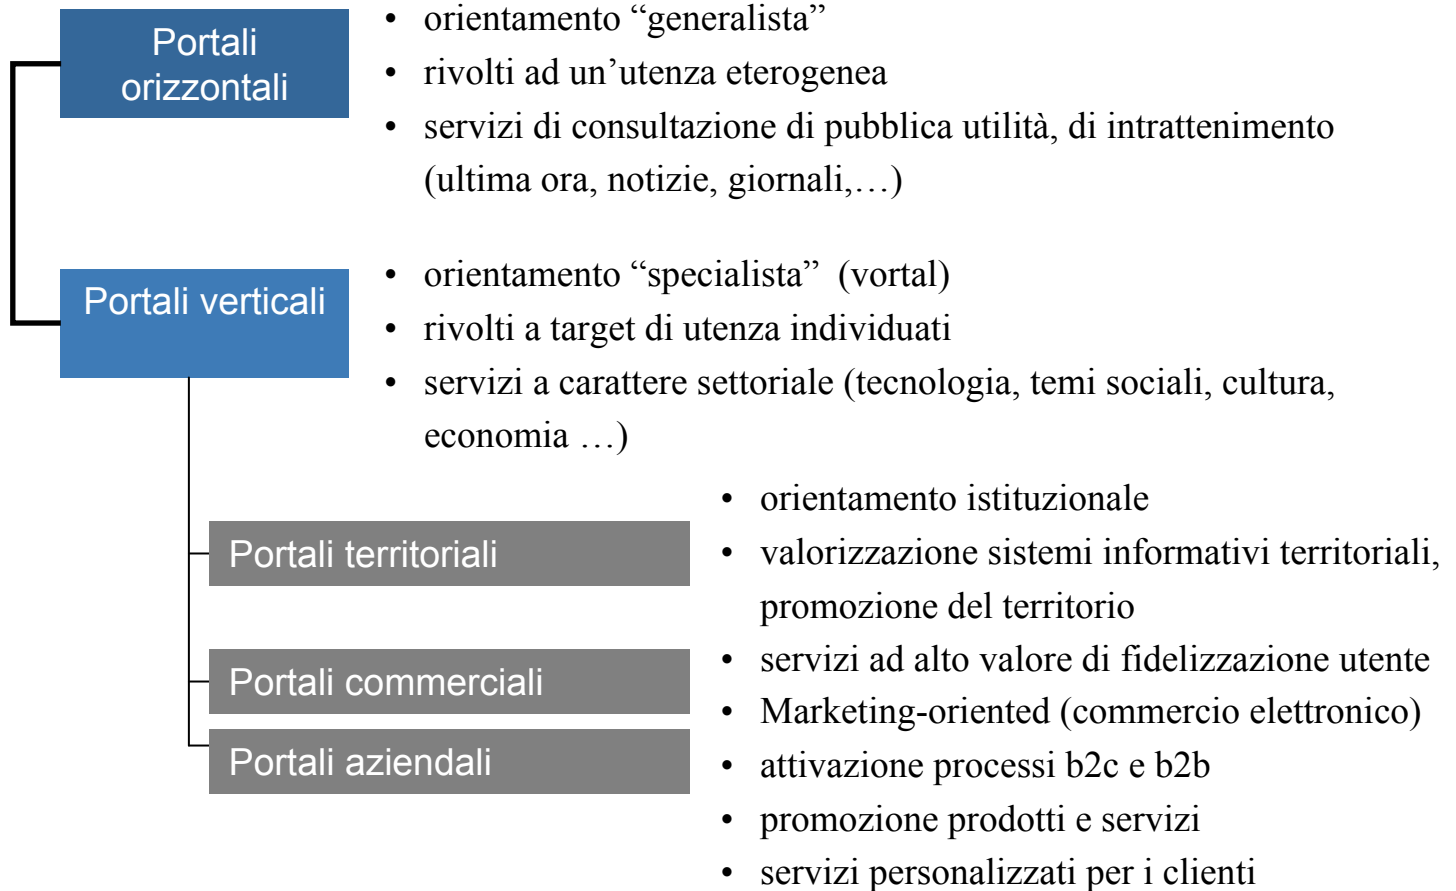 Portali
orizzontali
• orientamento “generalista”
• rivolti ad un’utenza eterogenea
• servizi di consultazione di pubblica utilità, di intrattenimento
(ultima ora, notizie, giornali,…)
Portali verticali
• orientamento “specialista” (vortal)
• rivolti a target di utenza individuati
• servizi a carattere settoriale (tecnologia, temi sociali, cultura,
economia …)
Portali territoriali
• orientamento istituzionale
• valorizzazione sistemi informativi territoriali,
promozione del territorio
Portali commerciali
• servizi ad alto valore di fidelizzazione utente
• Marketing-oriented (commercio elettronico)
Portali aziendali
• attivazione processi b2c e b2b
• promozione prodotti e servizi
• servizi personalizzati per i clienti